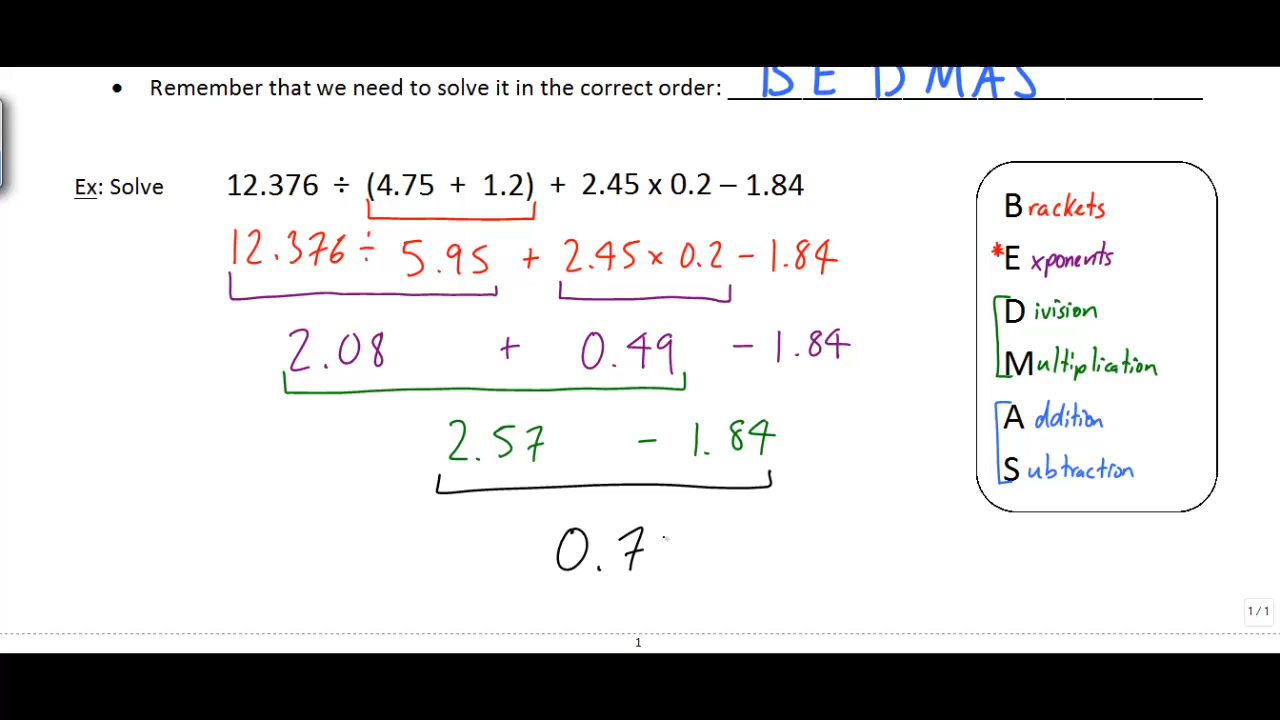 • Remember that we need to solve it in the correct order: B E D M A S
Ex: Solve 12.376 ÷ (4.75 + 1.2) + 2.45 x 0.2 – 1.84
12.376 ÷ 5.95 + 2.45 x 0.2 – 1.84
2.08 + 0.49 – 1.84
2.57 – 1.84
0.7
Brackets
*Exponents
Division
Multiplication
Addition
Subtraction
1 / 1
1